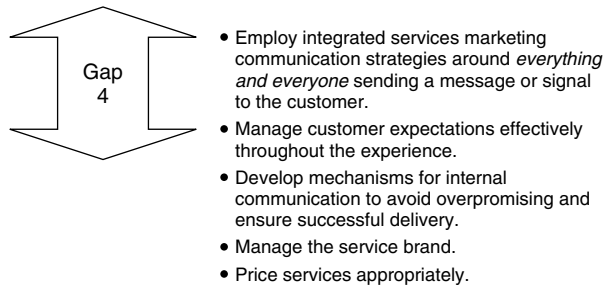 Gap
4
• Employ integrated services marketing
communication strategies around everything
and everyone sending a message or signal
to the customer.
• Manage customer expectations effectively
throughout the experience.
• Develop mechanisms for internal
communication to avoid overpromising and
ensure successful delivery.
• Manage the service brand.
• Price services appropriately.